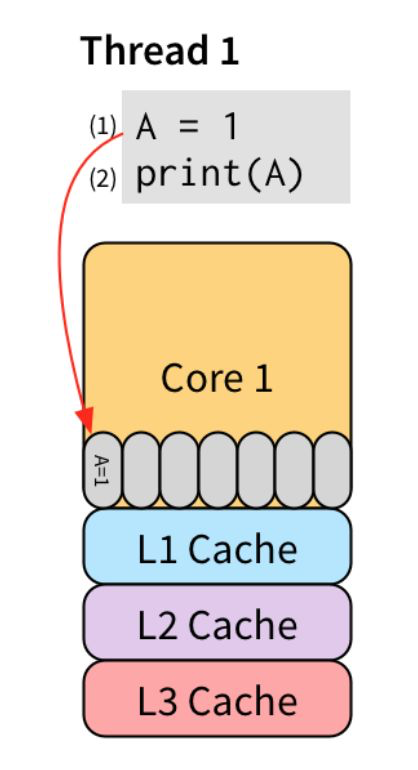 Thread 1
(1) A = 1
(2) print(A)
Core 1
A=1
L1 Cache
L2 Cache
L3 Cache